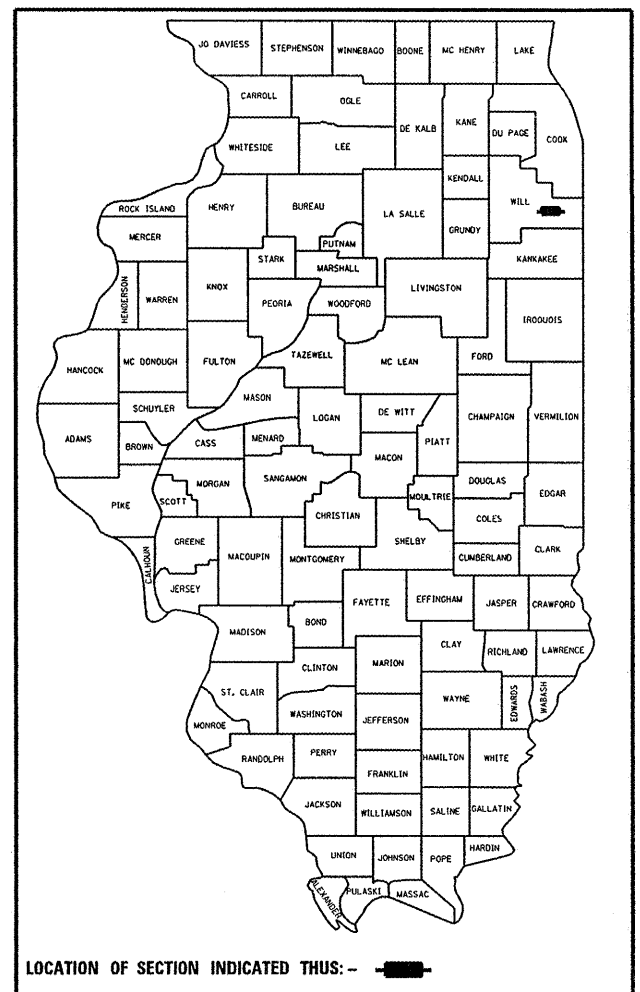 JO DAVIESS STEPHENSON WINNEBAGO BOONE MC HENRY LAKE
CARROLL OGLE DE KALB KANE DU PAGE COOK
WHITESIDE LEE
KENDALL
ROCK ISLAND HENRY BUREAU LA SALLE WILL
MERCER PUTNAM GRUNDY
STARK MARSHALL KANKAKEE
HENDERSON WARREN KNOX PEORIA WOODFORD LIVINGSTON IROQUOIS
HANCOCK MC DONOUGH FULTON TAZEWELL MC LEAN FORD
MASON
SCHUYLER LOGAN DE WITT CHAMPAIGN VERMILION
ADAMS BROWN CASS MENARD PIATT
MACON
PIKE SCOTT MORGAN SANGAMON MOULTRIE DOUGLAS EDGAR
CHRISTIAN COLES
CALHOUN GREENE MACOUPIN MONTGOMERY SHELBY CUMBERLAND CLARK
JERSEY FAYETTE EFFINGHAM JASPER CRAWFORD
MADISON BOND
CLAY RICHLAND LAWRENCE
CLINTON MARION
ST. CLAIR WAYNE EDWARDS WABASH
MONROE WASHINGTON JEFFERSON
RANDOLPH PERRY HAMILTON WHITE
FRANKLIN
JACKSON WILLIAMSON SALINE GALLATIN
UNION JOHNSON POPE HARDIN
ALEXANDER PULASKI MASSAC
LOCATION OF SECTION INDICATED THUS: -